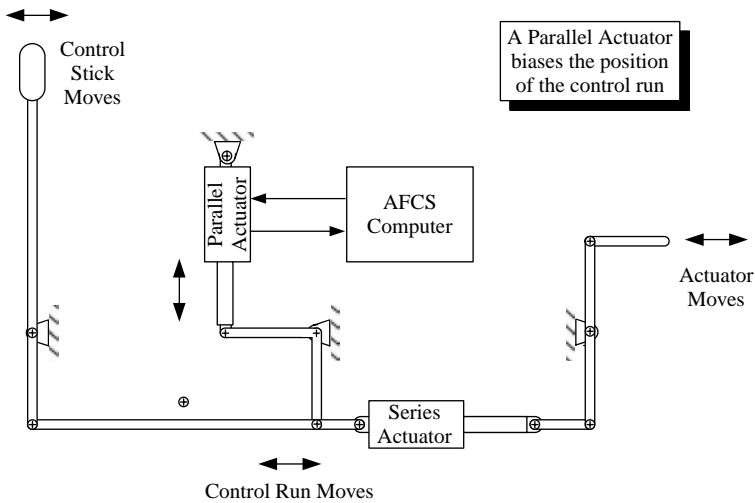 Control
Stick
Moves
A Parallel Actuator
biases the position
of the control run
Parallel
Actuator
AFCS
Computer
Actuator
Moves
Series
Actuator
Control Run Moves